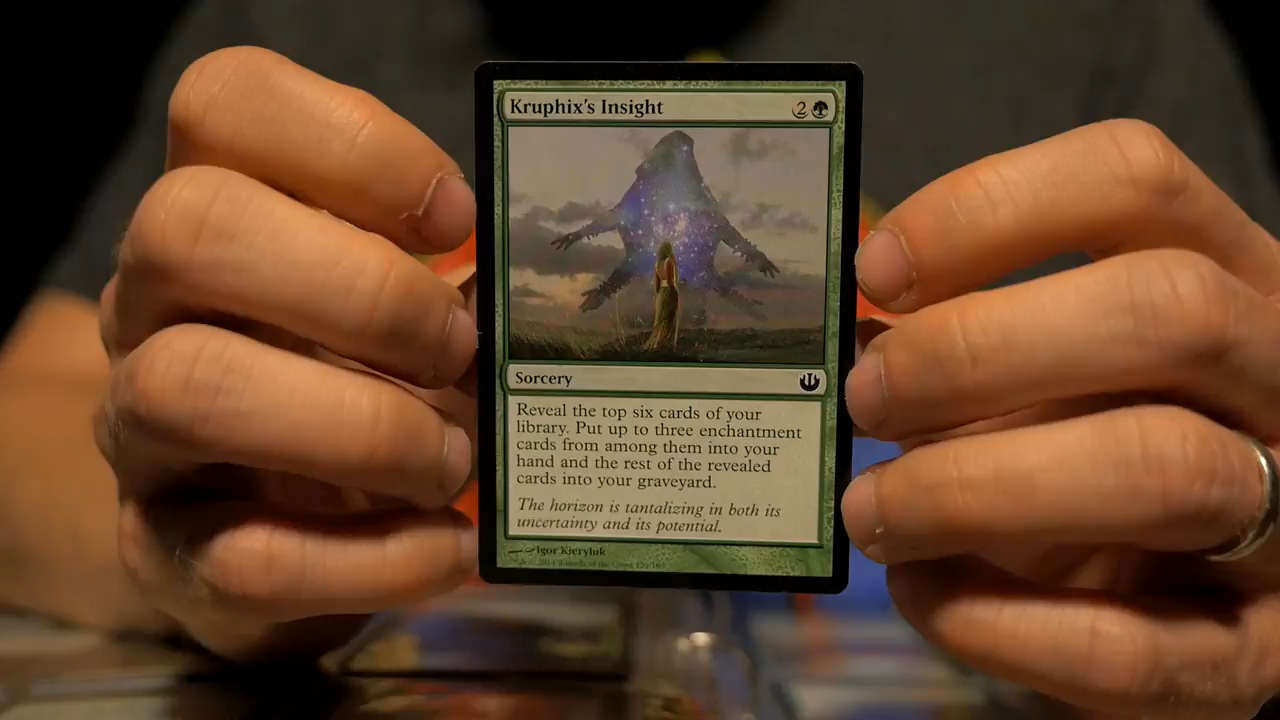 Kruphix's Insight 2
Sorcery
Reveal the top six cards of your
library. Put up to three enchantment
cards from among them into your
hand and the rest of the revealed
cards into your graveyard.
The horizon is tantalizing in both its
uncertainty and its potential.
Igor Kieryluk